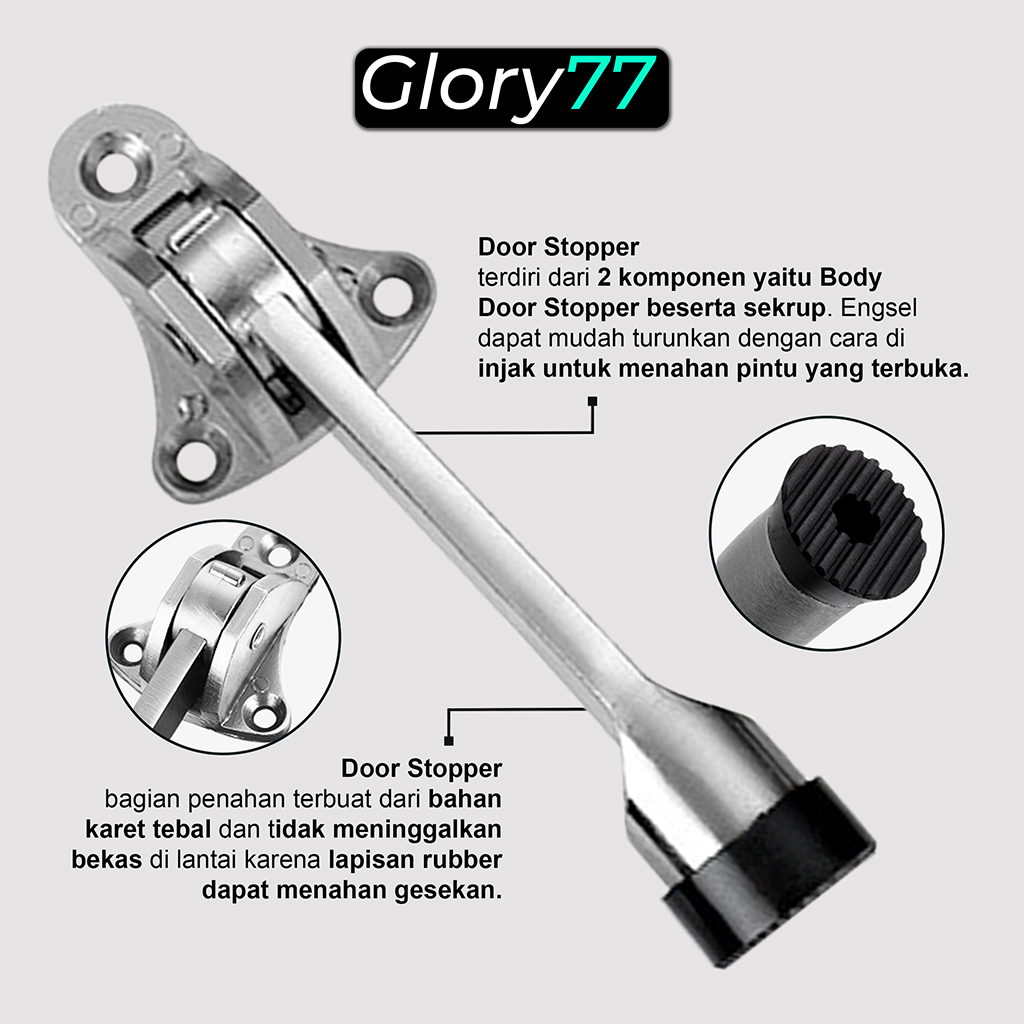 Glory77
Door Stopper
terdiri dari 2 komponen yaitu Body
Door Stopper beserta sekrup. Engsel
dapat mudah turunkan dengan cara di
injak untuk menahan pintu yang terbuka.
Door Stopper
bagian penahan terbuat dari bahan
karet tebal dan tidak meninggalkan
bekas di lantai karena lapisan rubber
dapat menahan gesekan.